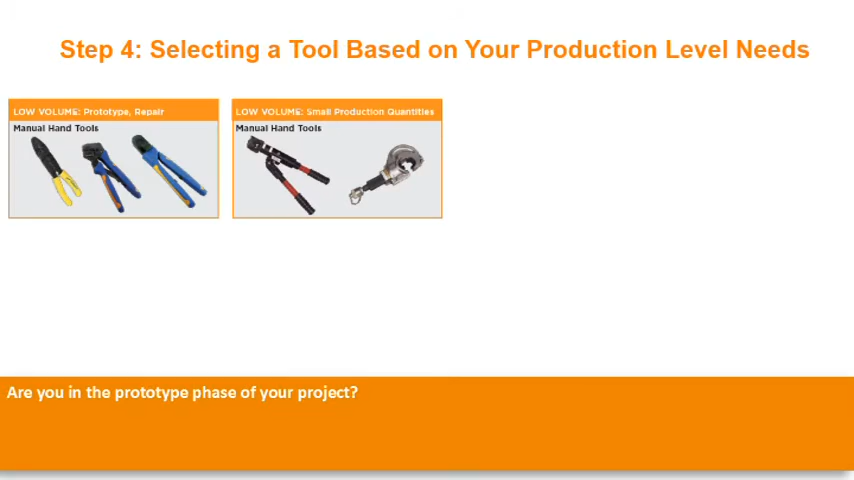 Step 4: Selecting a Tool Based on Your Production Level Needs
LOW VOLUME: Prototype, Repair
Manual Hand Tools
LOW VOLUME: Small Production Quantities
Manual Hand Tools
Are you in the prototype phase of your project?